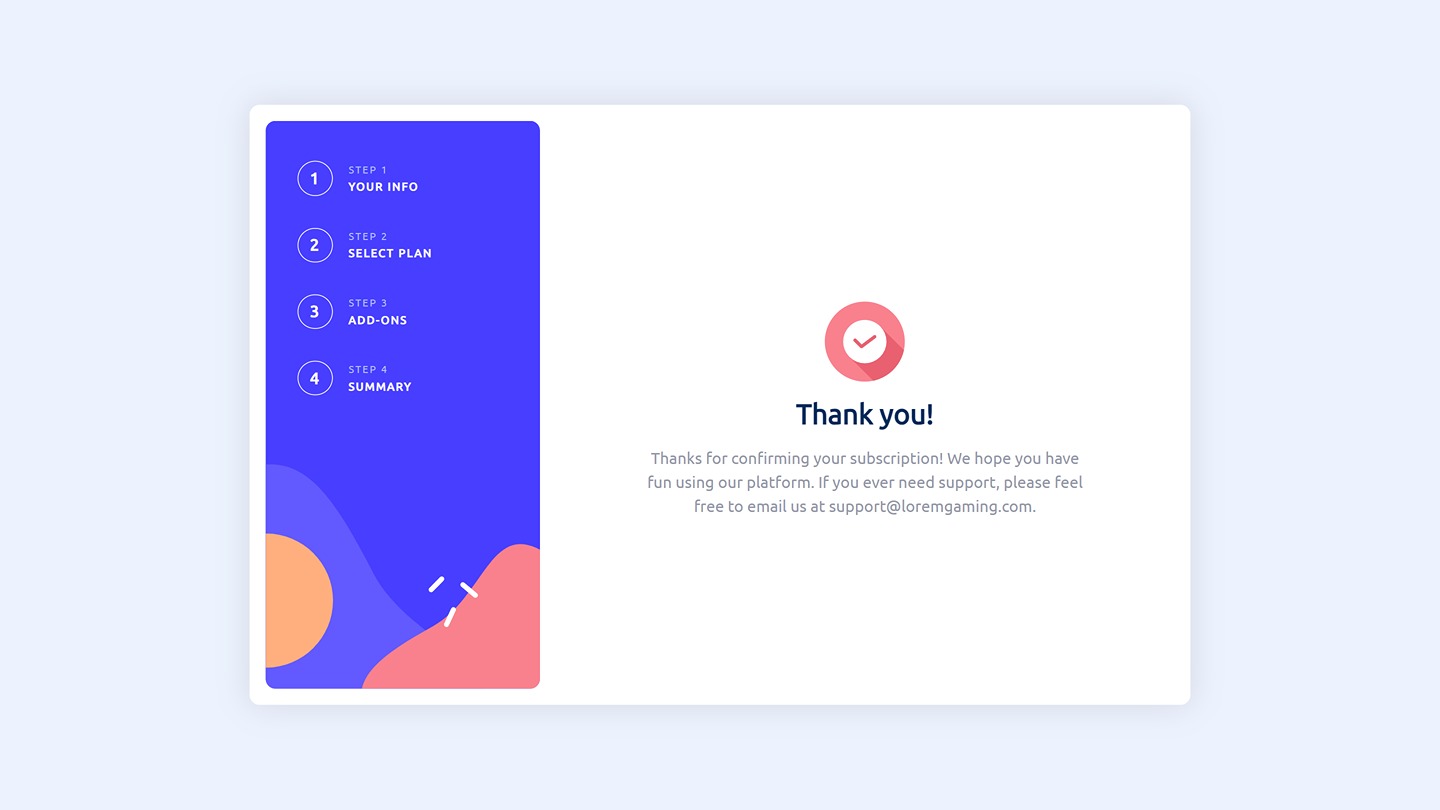 1
STEP 1
YOUR INFO
2
STEP 2
SELECT PLAN
3
STEP 3
ADD-ONS
4
STEP 4
SUMMARY
Thank you!
Thanks for confirming your subscription! We hope you have
fun using our platform. If you ever need support, please feel
free to email us at support@loremgaming.com.